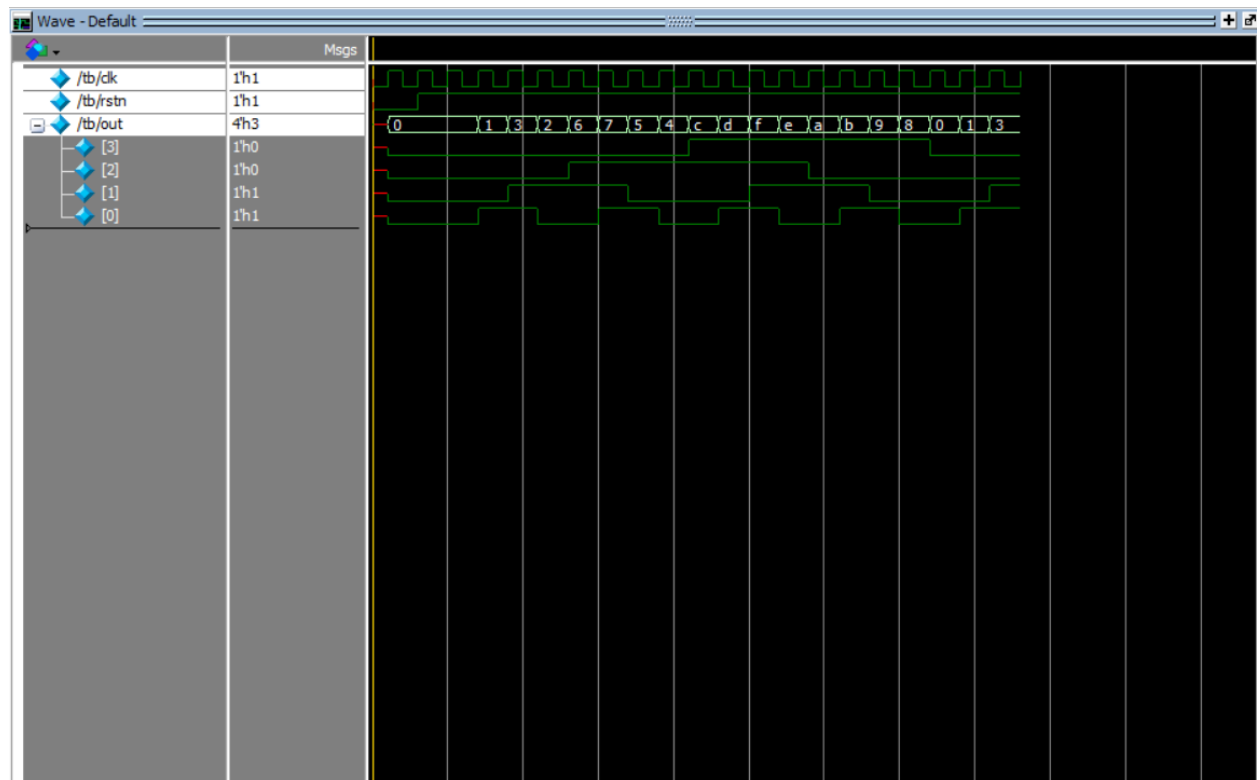 Wave - Default
Msgs
/tb/clk 1'h1
/tb/rstn 1'h1
/tb/out 4'h3 0 1 3 2 6 7 5 4 c d f e a b 9 8 0 1 3
[3] 1'h0
[2] 1'h0
[1] 1'h1
[0] 1'h1